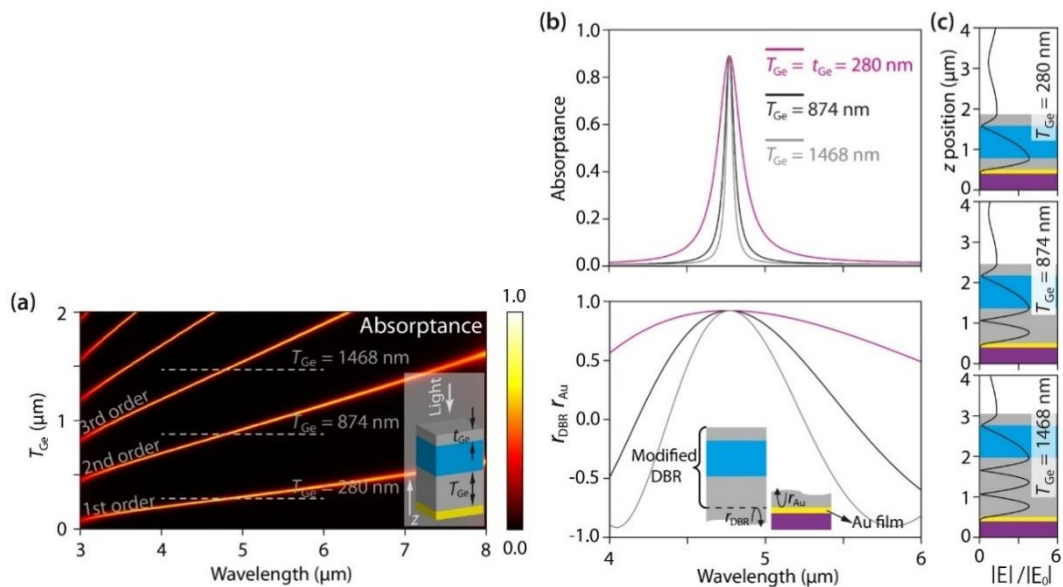 (a)
Absorptance
T_Ge = 1468 nm
3rd order
T_Ge = 874 nm
2nd order
1st order
T_Ge = 280 nm
Light
t_Ge
T_Ge
z
T_Ge (μm)
2
1
0
3
4
5
6
7
8
Wavelength (μm)
1.0
0.0
(b)
T_Ge = t_Ge = 280 nm
T_Ge = 874 nm
T_Ge = 1468 nm
Absorptance
1.0
0.8
0.6
0.4
0.2
0.0
4
5
6
r_DBR r_Au
1.0
0.5
0.0
-0.5
-1.0
Modified
DBR
r_Au
r_DBR
Au film
4
5
6
Wavelength (μm)
(c)
z position (μm)
4
3
2
1
0
T_Ge = 280 nm
4
3
2
1
0
T_Ge = 874 nm
4
3
2
1
0
T_Ge = 1468 nm
0
6
|E|/|E₀|